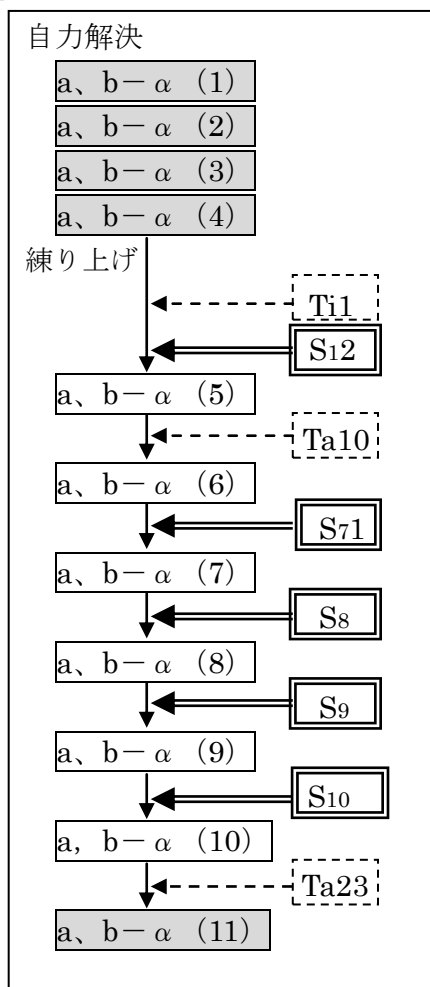 自力解決
a、b－α（1）
a、b－α（2）
a、b－α（3）
a、b－α（4）
練り上げ
Ti1
S12
a、b－α（5）
Ta10
a、b－α（6）
S71
a、b－α（7）
S8
a、b－α（8）
S9
a、b－α（9）
S10
a，b－α（10）
Ta23
a、b－α（11）